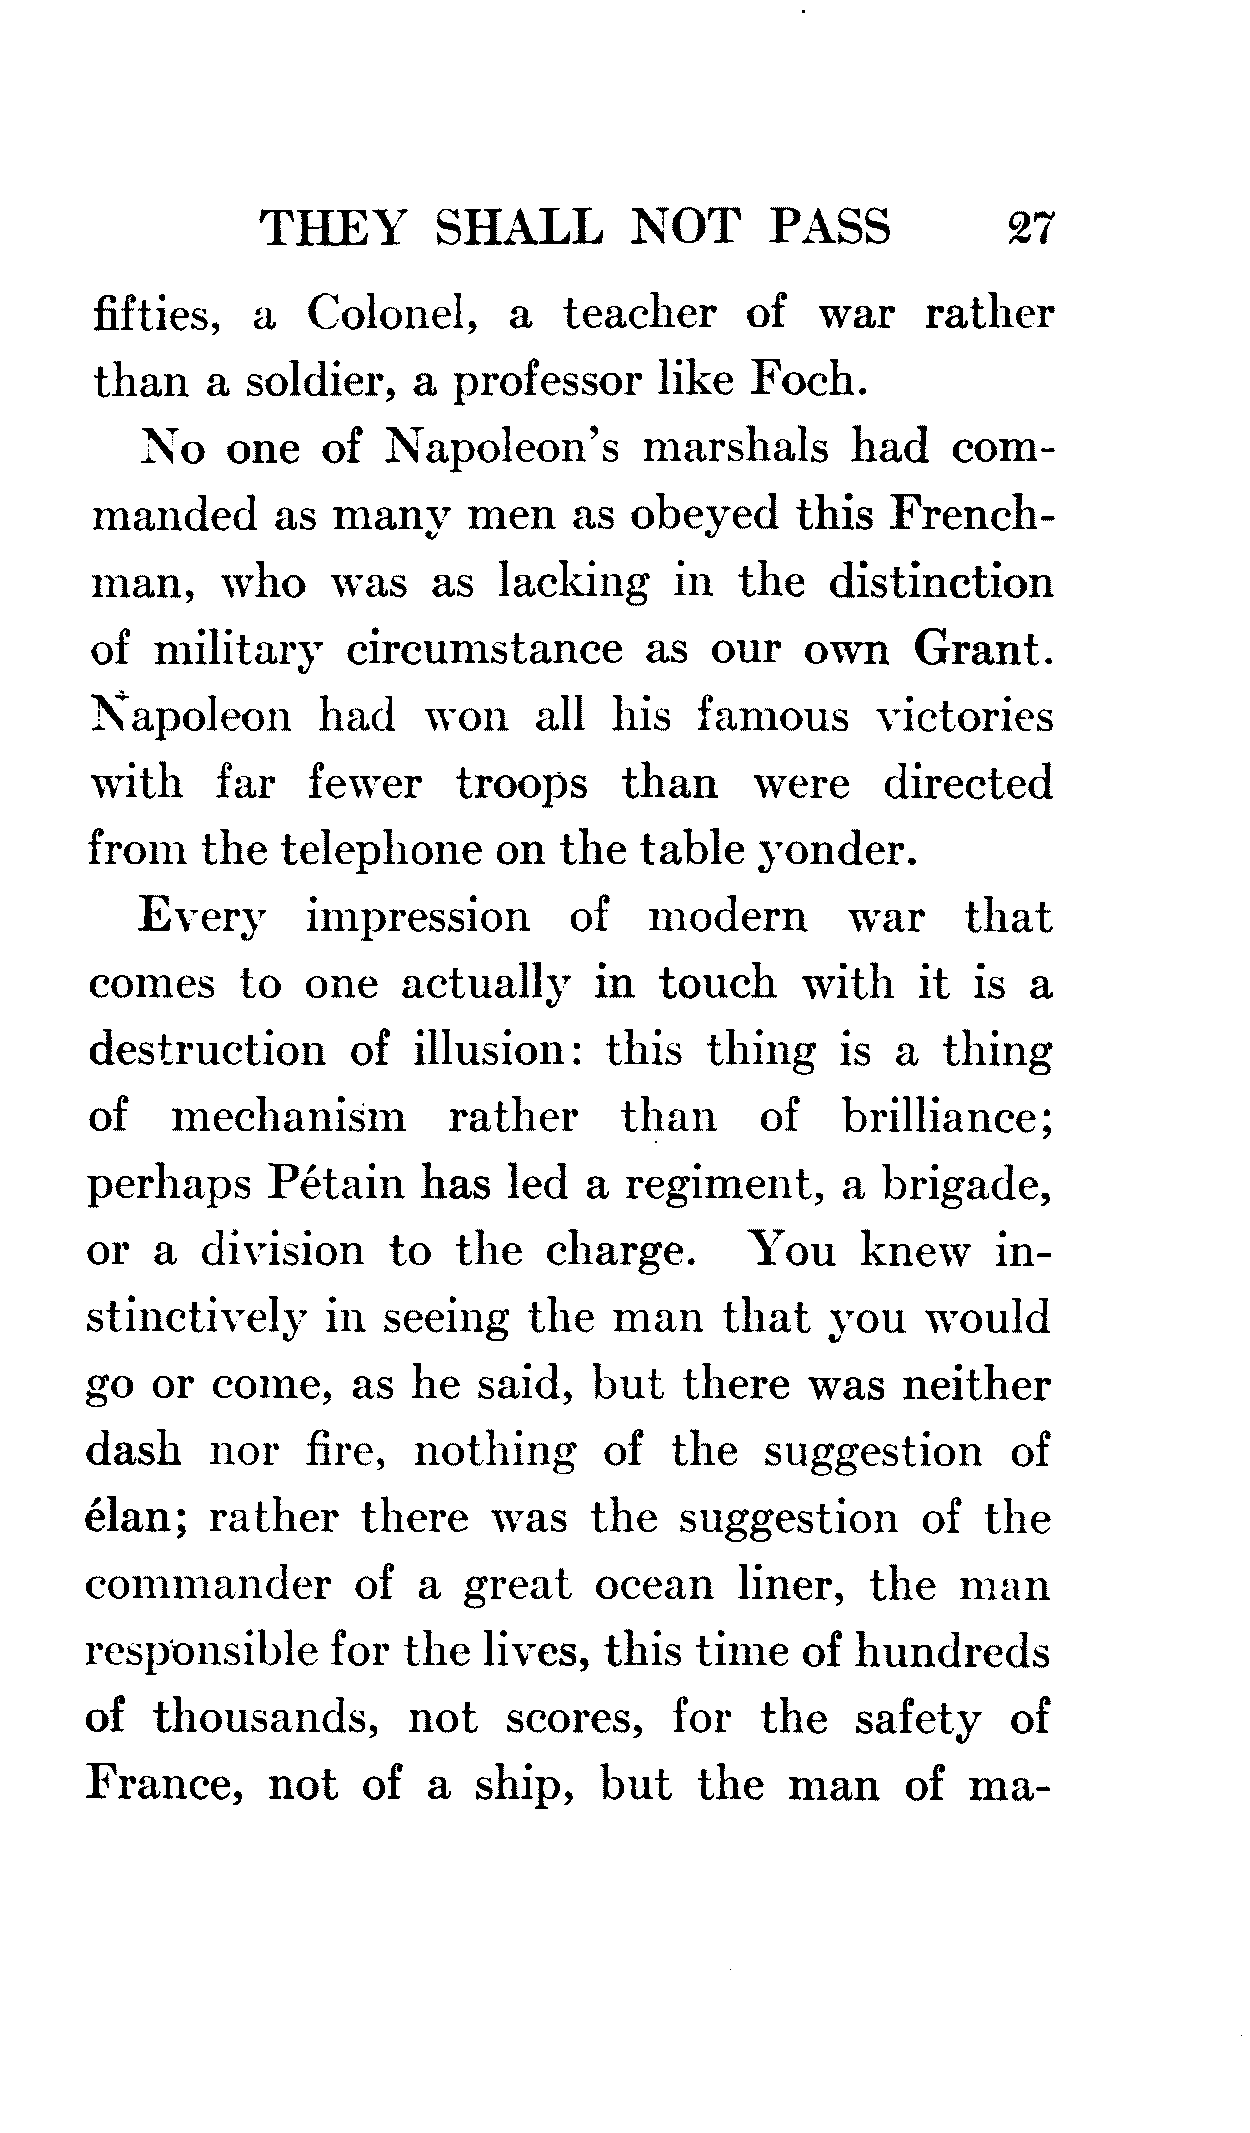 THEY SHALL NOT PASS 27
fifties, a Colonel, a teacher of war rather
than a soldier, a professor like Foch.
No one of Napoleon's marshals had com-
manded as many men as obeyed this French-
man, who was as lacking in the distinction
of military circumstance as our own Grant.
Napoleon had won all his famous victories
with far fewer troops than were directed
from the telephone on the table yonder.
Every impression of modern war that
comes to one actually in touch with it is a
destruction of illusion: this thing is a thing
of mechanism rather than of brilliance;
perhaps Pétain has led a regiment, a brigade,
or a division to the charge. You knew in-
stinctively in seeing the man that you would
go or come, as he said, but there was neither
dash nor fire, nothing of the suggestion of
élan; rather there was the suggestion of the
commander of a great ocean liner, the man
responsible for the lives, this time of hundreds
of thousands, not scores, for the safety of
France, not of a ship, but the man of ma-